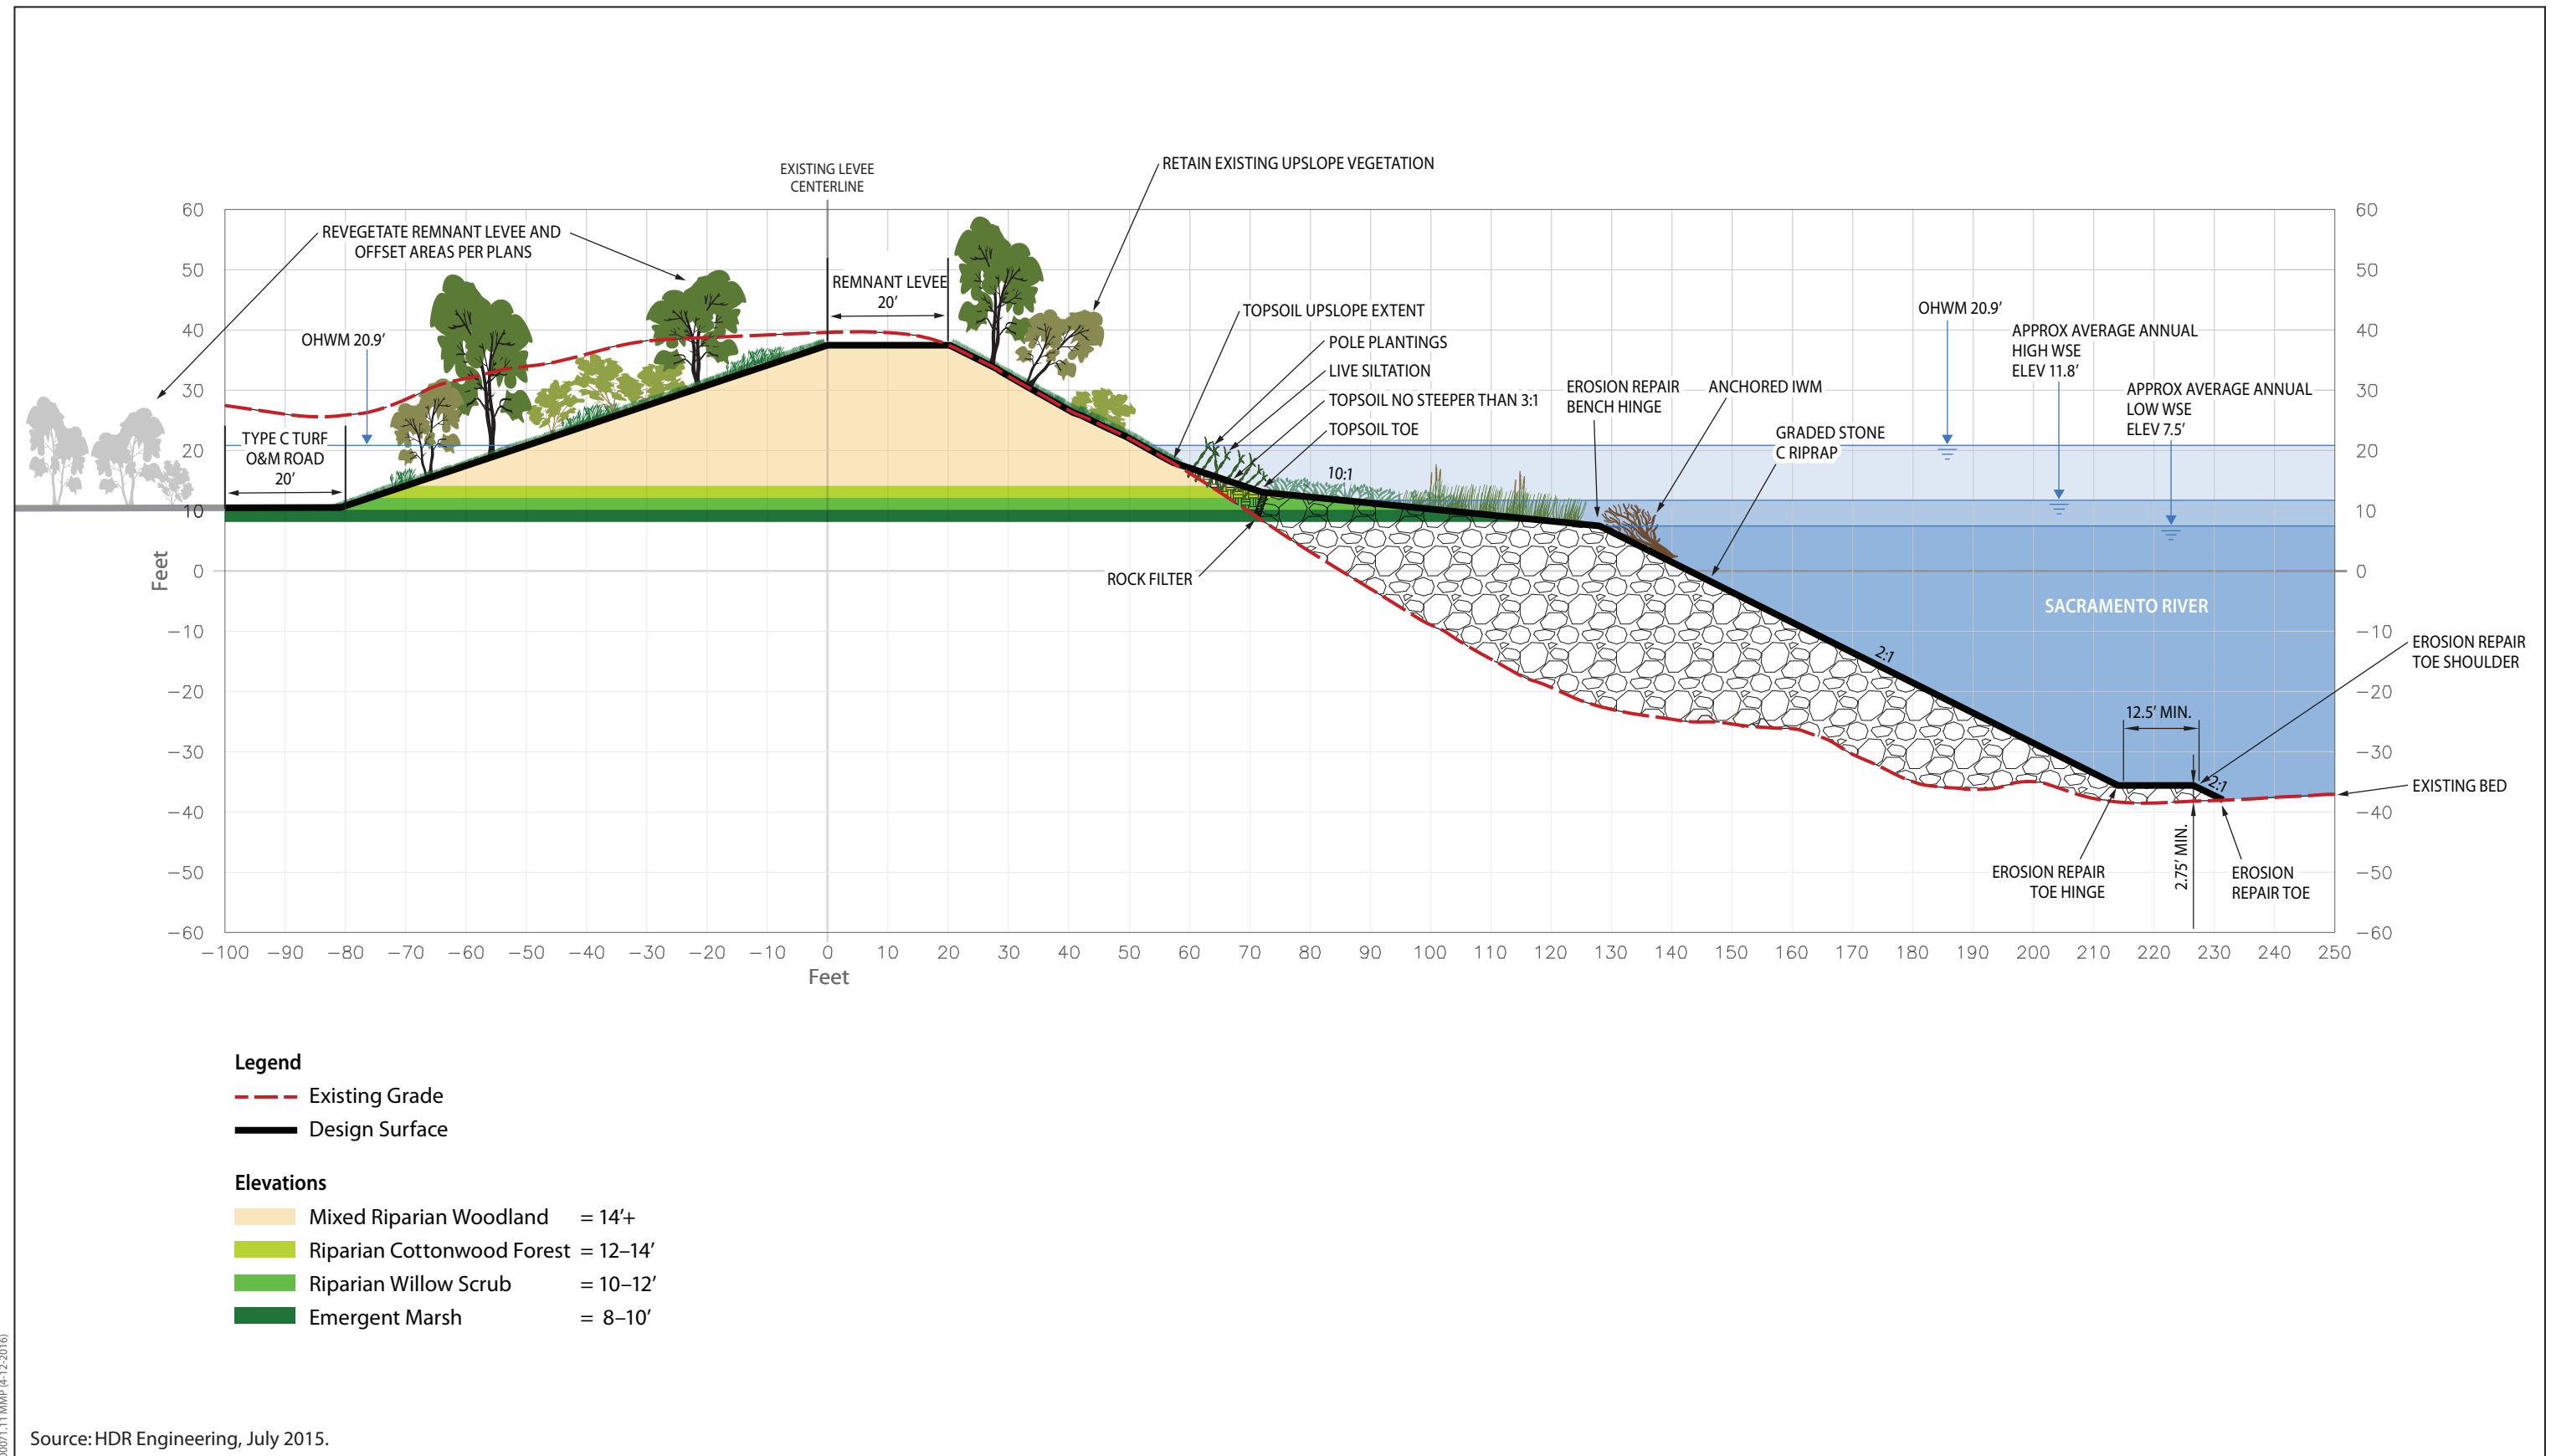 EXISTING LEVEE
CENTERLINE
RETAIN EXISTING UPSLOPE VEGETATION
REVEGETATE REMNANT LEVEE AND
OFFSET AREAS PER PLANS
REMNANT LEVEE
20’
OHWM 20.9’
TYPE C TURF
O&M ROAD
20’
TOPSOIL UPSLOPE EXTENT
POLE PLANTINGS
LIVE SILTATION
TOPSOIL NO STEEPER THAN 3:1
TOPSOIL TOE
10:1
ROCK FILTER
EROSION REPAIR
BENCH HINGE
ANCHORED IWM
GRADED STONE
C RIPRAP
OHWM 20.9’
APPROX AVERAGE ANNUAL
HIGH WSE
ELEV 11.8’
APPROX AVERAGE ANNUAL
LOW WSE
ELEV 7.5’
SACRAMENTO RIVER
2:1
12.5’ MIN.
2:1
EROSION REPAIR
TOE SHOULDER
EXISTING BED
2.75’ MIN.
EROSION REPAIR
TOE HINGE
EROSION
REPAIR TOE
60
50
40
30
20
10
0
−10
−20
−30
−40
−50
−60
Feet
60
50
40
30
20
10
0
−10
−20
−30
−40
−50
−60
−100 −90 −80 −70 −60 −50 −40 −30 −20 −10 0 10 20 30 40 50 60 70 80 90 100 110 120 130 140 150 160 170 180 190 200 210 220 230 240 250
Feet
Legend
Existing Grade
Design Surface
Elevations
Mixed Riparian Woodland = 14’+
Riparian Cottonwood Forest = 12–14’
Riparian Willow Scrub = 10–12’
Emergent Marsh = 8–10’
Source: HDR Engineering, July 2015.
MMP (4-12-2016)